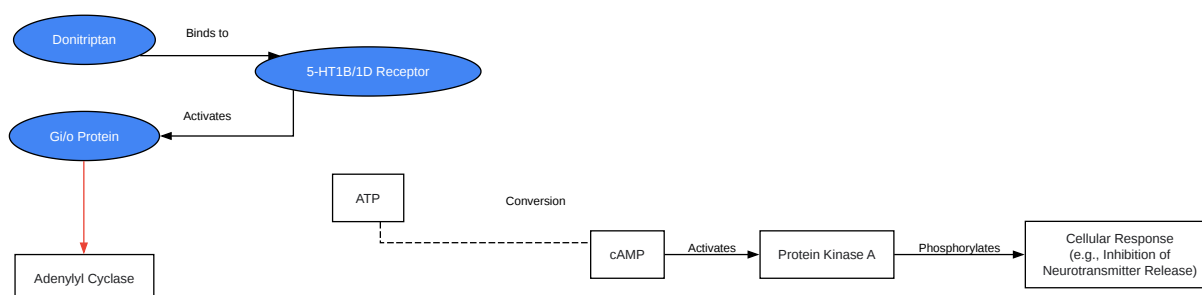 Donitriptan
Binds to
5-HT1B/1D Receptor
Activates
Gi/o Protein
ATP
Conversion
cAMP
Activates
Protein Kinase A
Phosphorylates
Cellular Response
(e.g., Inhibition of
Neurotransmitter Release)
Adenylyl Cyclase